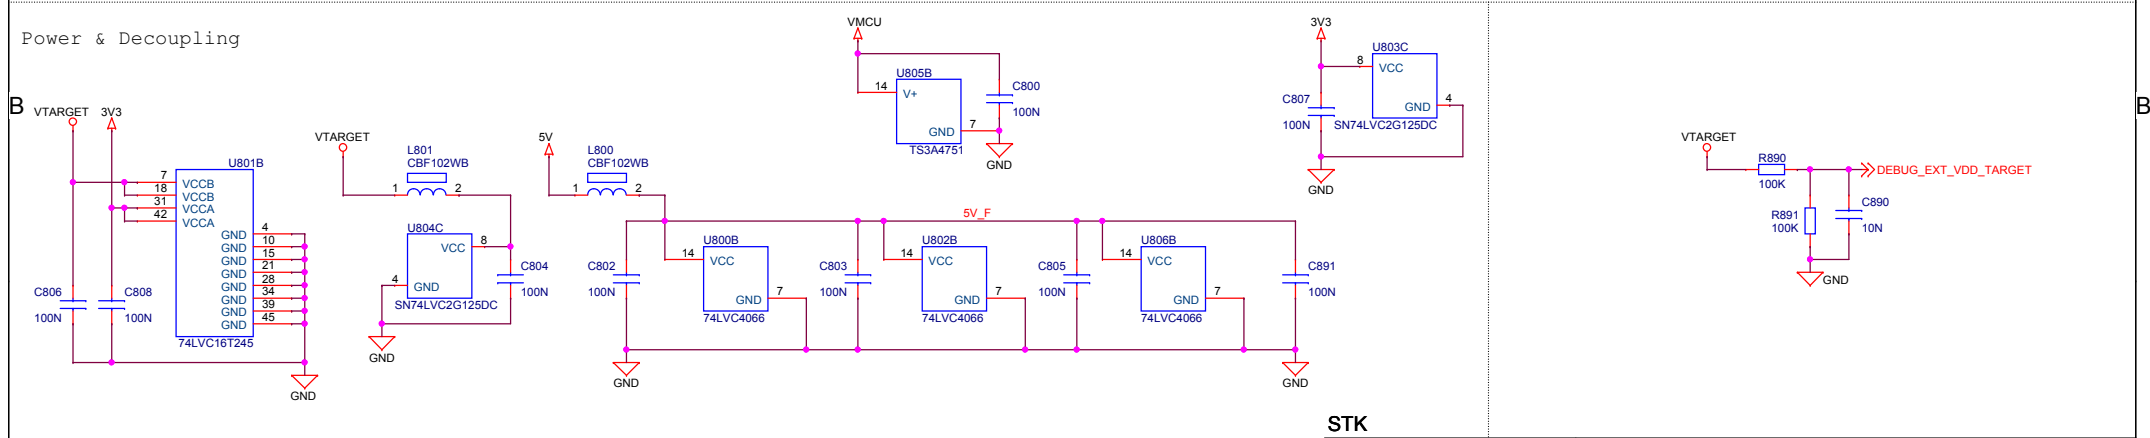 Power & Decoupling
B
VTARGET
3V3
U801B
7
VCCB
18
VCCB
31
VCCA
42
VCCA
GND
4
GND
10
GND
15
GND
21
GND
28
GND
34
GND
39
GND
45
74LVC16T245
C806
100N
C808
100N
GND
VTARGET
L801
CBF102WB
1
2
U804C
VCC
8
4
GND
SN74LVC2G125DC
C804
100N
GND
5V
L800
CBF102WB
1
2
5V_F
C802
100N
U800B
14
VCC
GND
7
74LVC4066
C803
100N
U802B
14
VCC
GND
7
74LVC4066
C805
100N
U806B
14
VCC
GND
7
74LVC4066
C891
100N
GND
GND
VMCU
U805B
14
V+
GND
7
TS3A4751
C800
100N
GND
3V3
U803C
8
VCC
GND
4
SN74LVC2G125DC
C807
100N
GND
VTARGET
R890
100K
DEBUG_EXT_VDD_TARGET
R891
100K
C890
10N
GND
B
STK